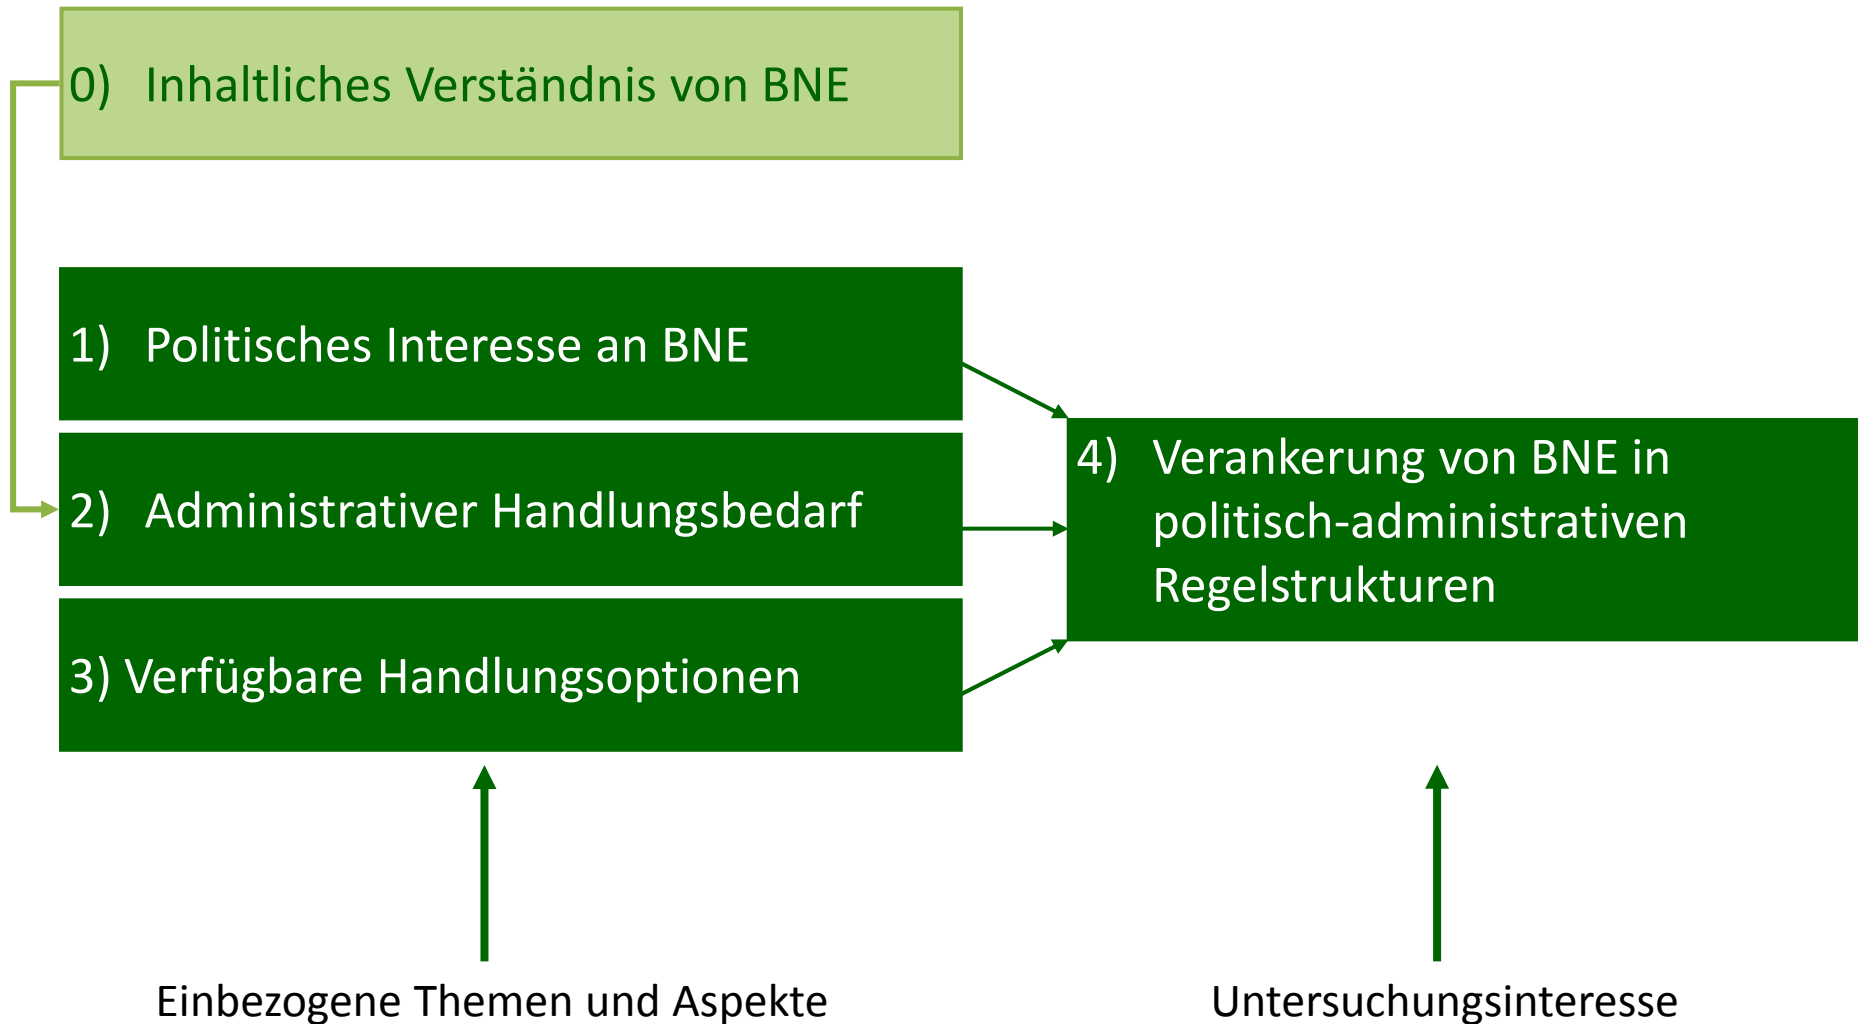 0) Inhaltliches Verständnis von BNE
1) Politisches Interesse an BNE
2) Administrativer Handlungsbedarf
3) Verfügbare Handlungsoptionen
4) Verankerung von BNE in
politisch-administrativen
Regelstrukturen
Einbezogene Themen und Aspekte
Untersuchungsinteresse